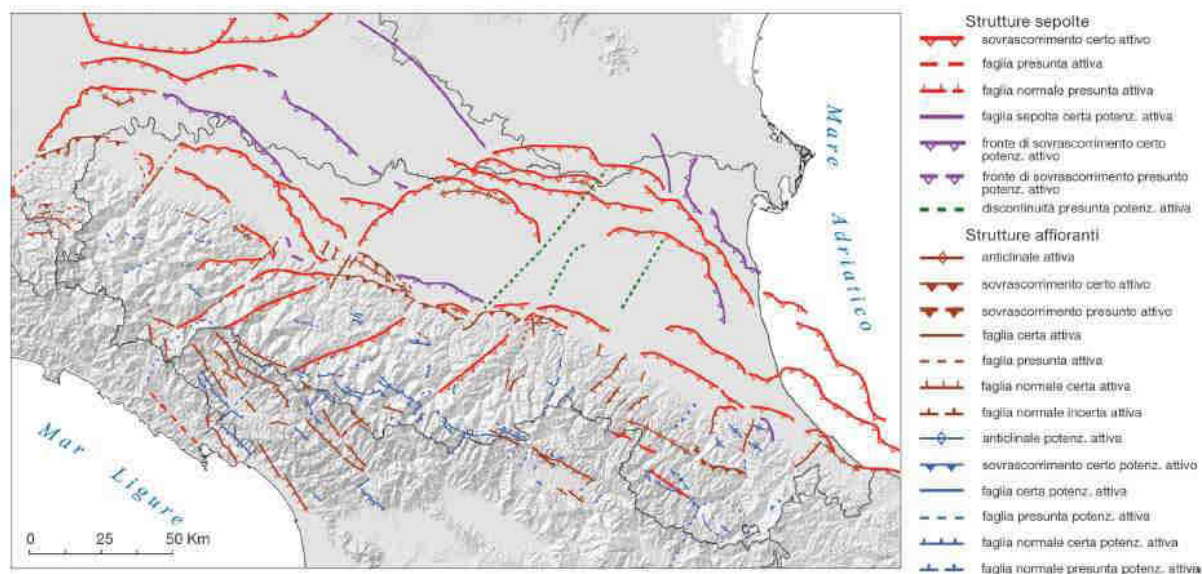 Mare
Adriatico
Mar Ligure
0 25 50 Km
Strutture sepolte
sovrascorrimento certo attivo
faglia presunta attiva
faglia normale presunta attiva
faglia sepolta certa potenz. attiva
fronte di sovrascorrimento certo
potenz. attivo
fronte di sovrascorrimento presunto
potenz. attivo
discontinuità presunta potenz. attiva
Strutture affioranti
anticlinale attiva
sovrascorrimento certo attivo
sovrascorrimento presunto attivo
faglia certa attiva
faglia presunta attiva
faglia normale certa attiva
faglia normale incerta attiva
anticlinale potenz. attiva
sovrascorrimento certo potenz. attivo
faglia certa potenz. attiva
faglia presunta potenz. attiva
faglia normale certa potenz. attiva
faglia normale presunta potenz. attiva